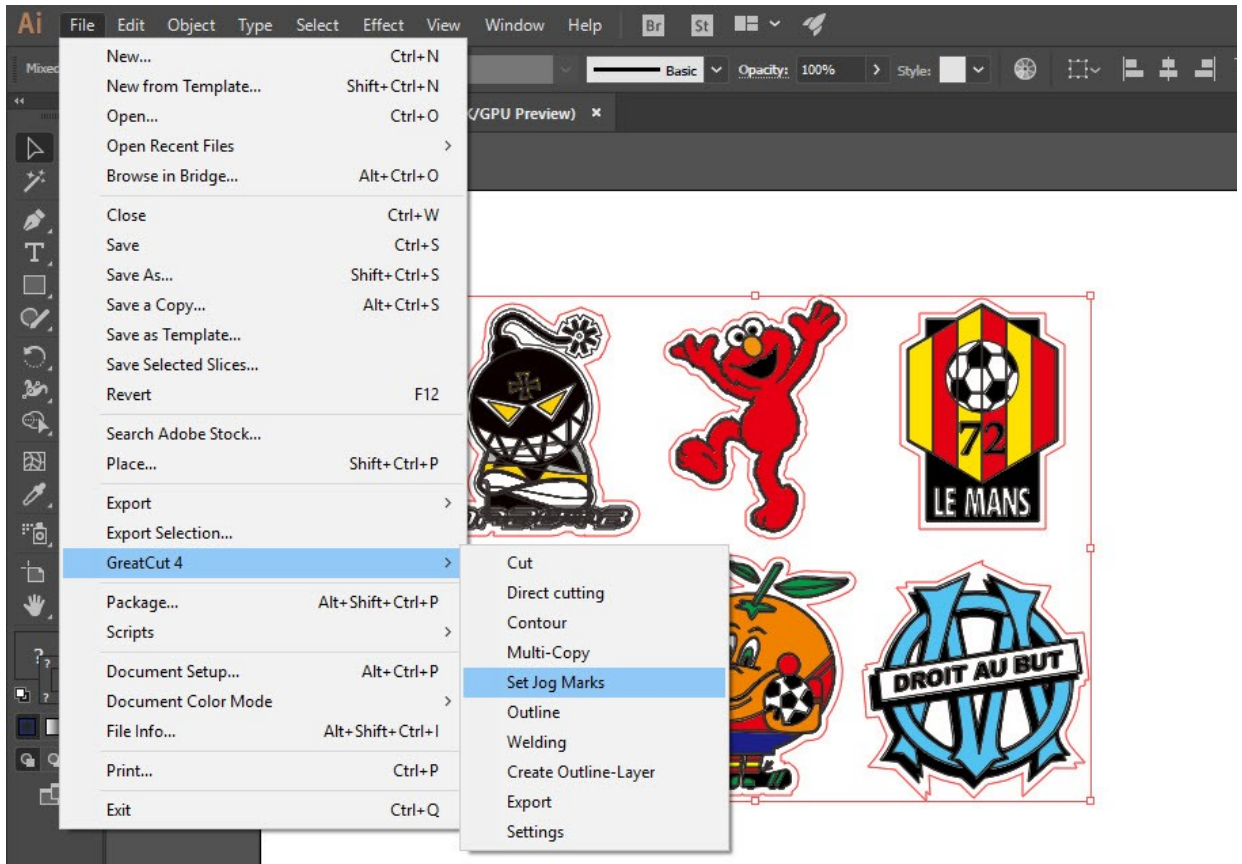 Ai File Edit Object Type Select Effect View Window Help Br St
Mixed Basic Opacity: 100% Style:
/GPU Preview) ×
New... Ctrl+N
New from Template... Shift+Ctrl+N
Open... Ctrl+O
Open Recent Files
Browse in Bridge... Alt+Ctrl+O
Close Ctrl+W
Save Ctrl+S
Save As... Shift+Ctrl+S
Save a Copy... Alt+Ctrl+S
Save as Template...
Save Selected Slices...
Revert F12
Search Adobe Stock...
Place... Shift+Ctrl+P
Export
Export Selection...
GreatCut 4
Package... Alt+Shift+Ctrl+P
Scripts
Document Setup... Alt+Ctrl+P
Document Color Mode
File Info... Alt+Shift+Ctrl+I
Print... Ctrl+P
Exit Ctrl+Q
Cut
Direct cutting
Contour
Multi-Copy
Set Jog Marks
Outline
Welding
Create Outline-Layer
Export
Settings
72
LE MANS
DROIT AU BUT